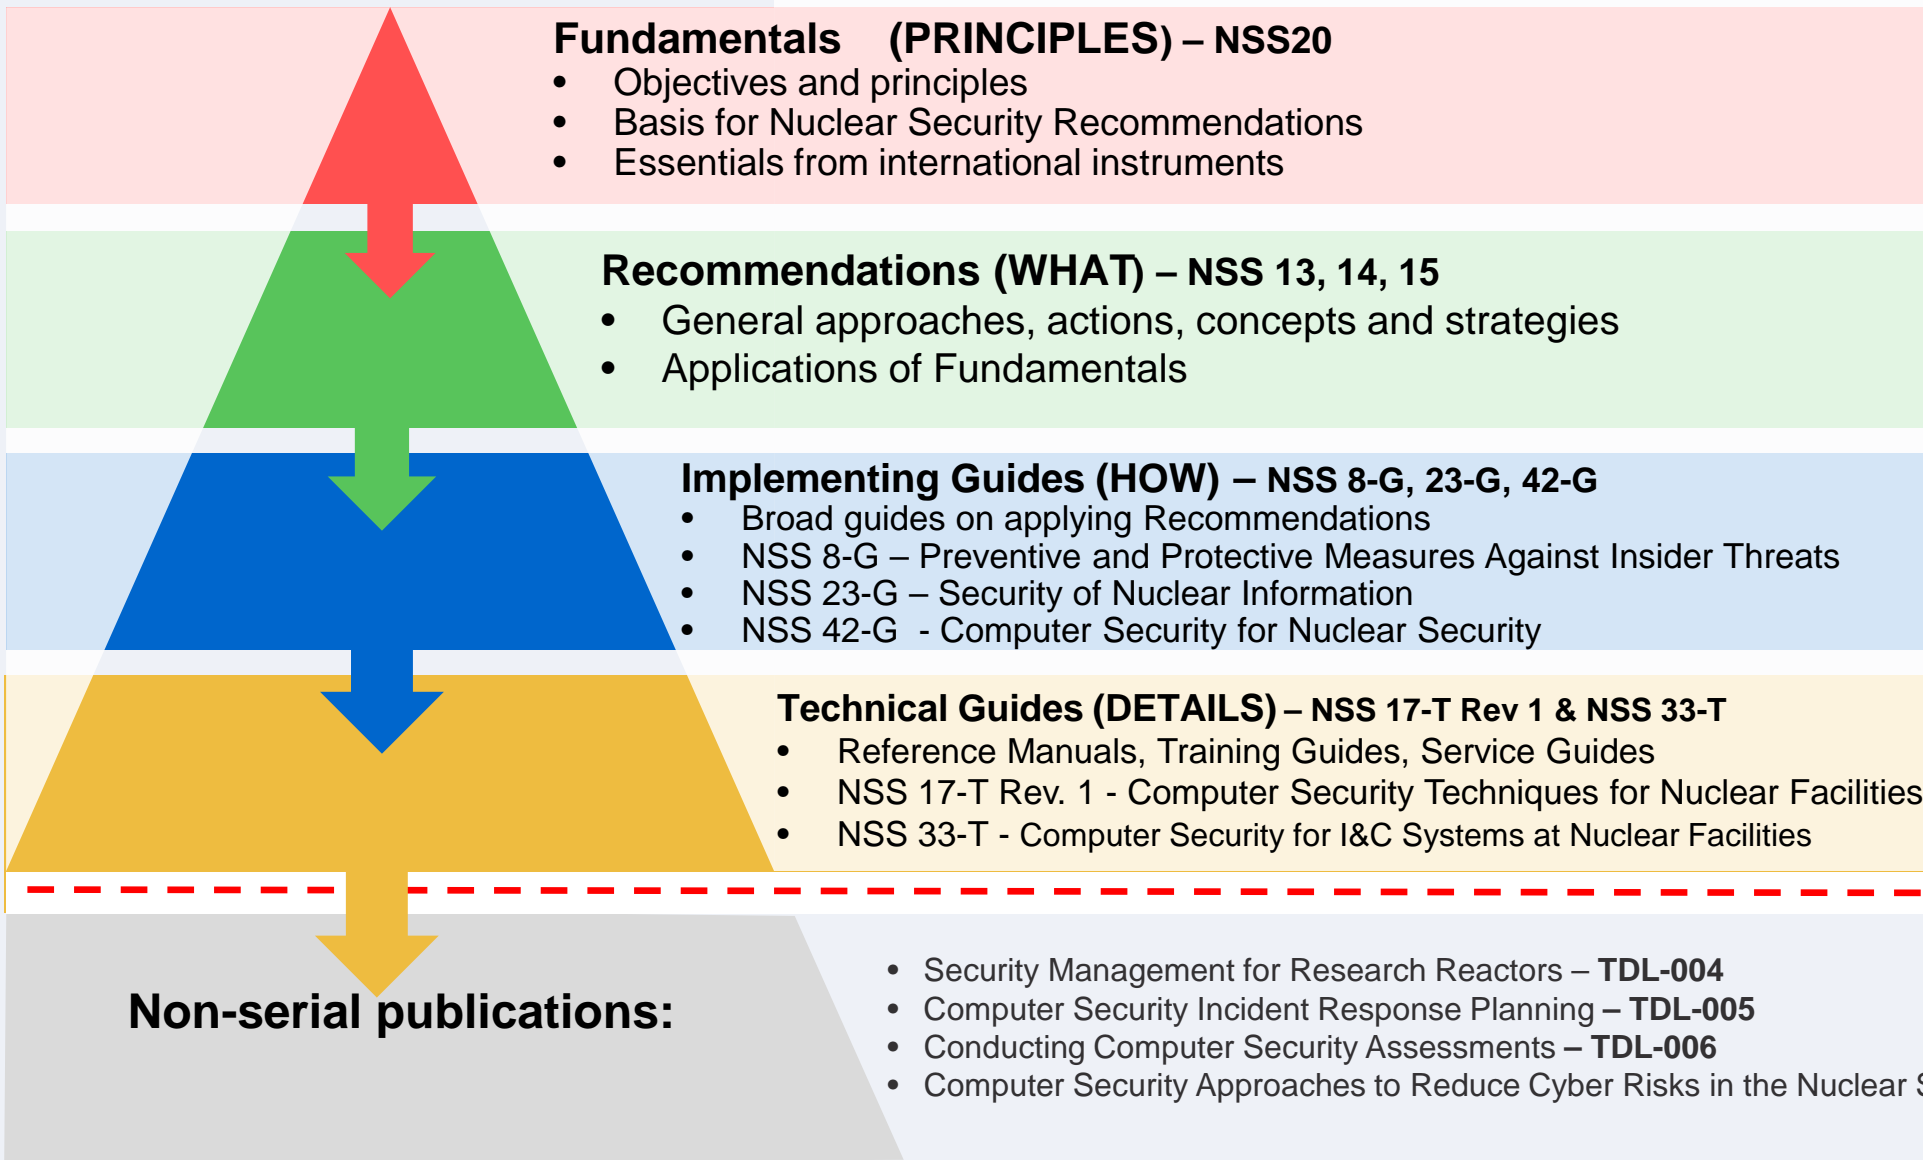 Fundamentals (PRINCIPLES) – NSS20
• Objectives and principles
• Basis for Nuclear Security Recommendations
• Essentials from international instruments
Recommendations (WHAT) – NSS 13, 14, 15
• General approaches, actions, concepts and strategies
• Applications of Fundamentals
Implementing Guides (HOW) – NSS 8-G, 23-G, 42-G
• Broad guides on applying Recommendations
• NSS 8-G – Preventive and Protective Measures Against Insider Threats
• NSS 23-G – Security of Nuclear Information
• NSS 42-G - Computer Security for Nuclear Security
Technical Guides (DETAILS) – NSS 17-T Rev 1 & NSS 33-T
• Reference Manuals, Training Guides, Service Guides
• NSS 17-T Rev. 1 - Computer Security Techniques for Nuclear Facilities
• NSS 33-T - Computer Security for I&C Systems at Nuclear Facilities
Non-serial publications:
• Security Management for Research Reactors – TDL-004
• Computer Security Incident Response Planning – TDL-005
• Conducting Computer Security Assessments – TDL-006
• Computer Security Approaches to Reduce Cyber Risks in the Nuclear